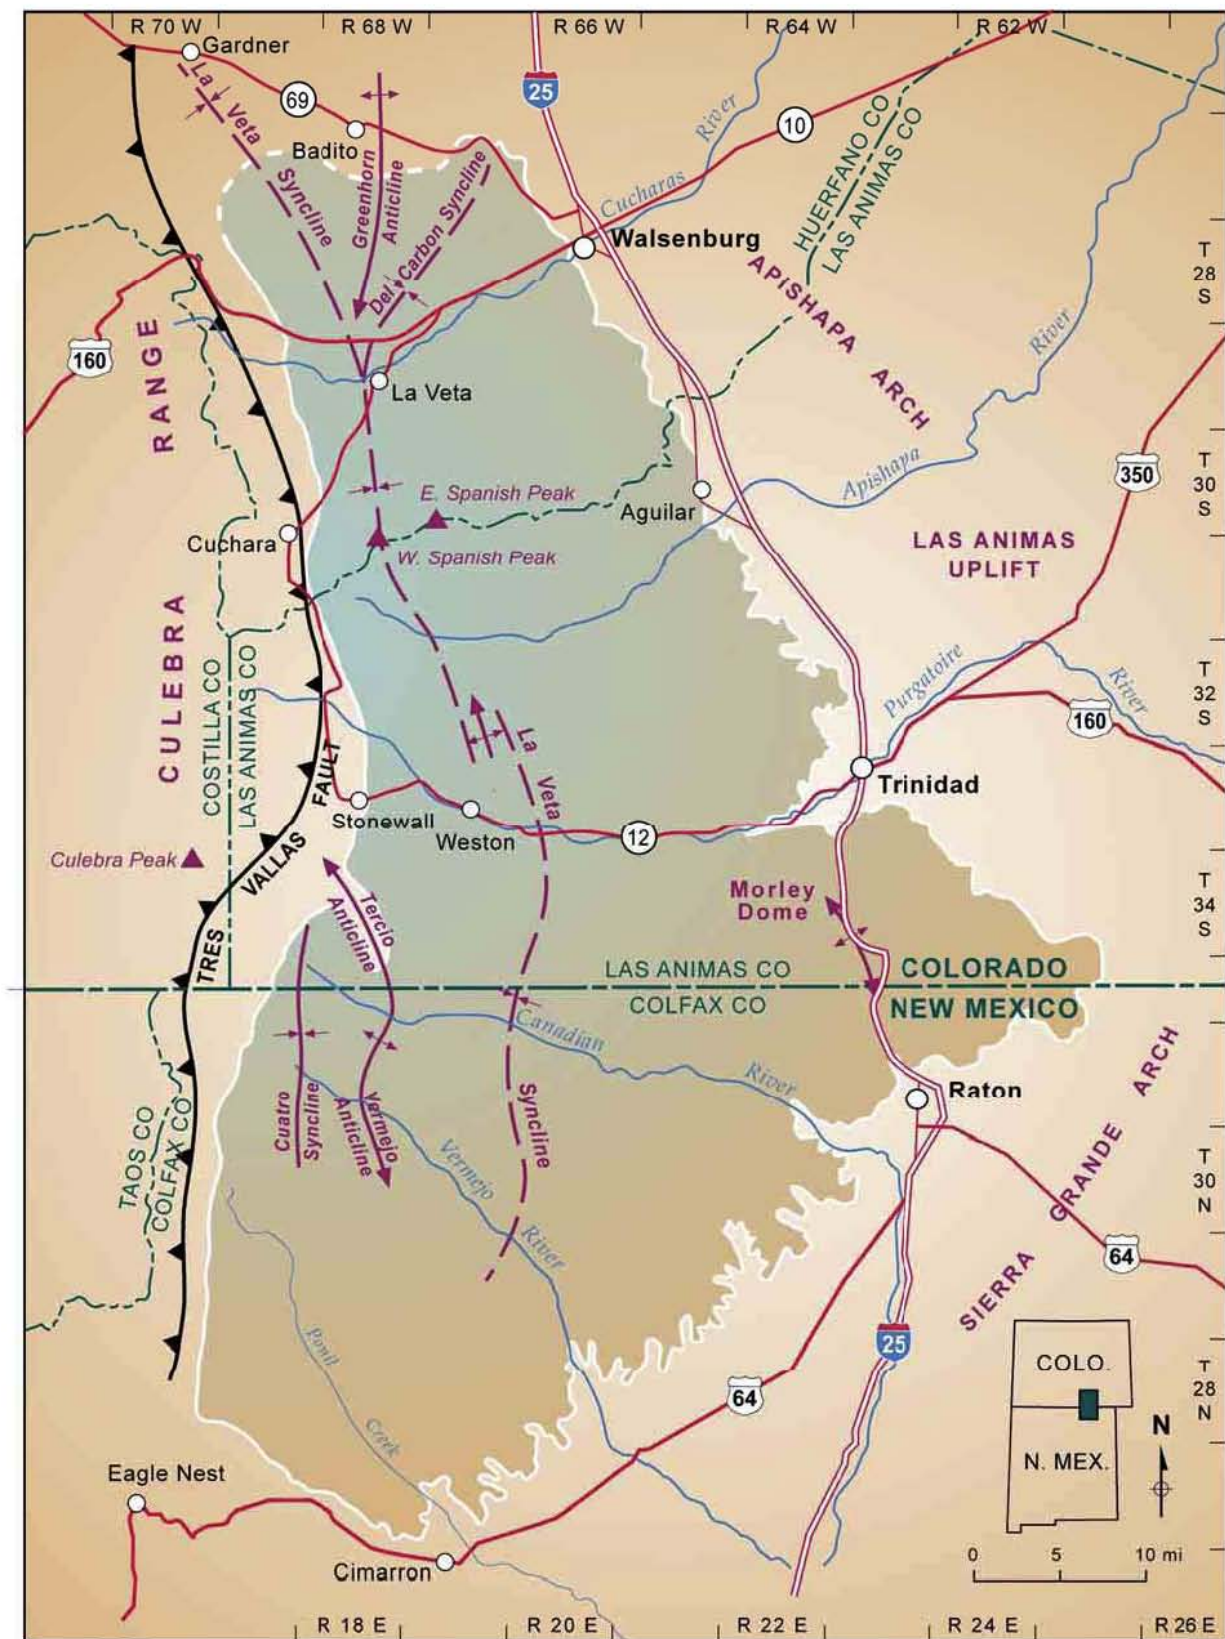 R 70 W
R 68 W
R 66 W
R 64 W
R 62 W
Gardner
La Veta Syncline
69
Badito
Greenhorn
Anticline
Del Carbon Syncline
25
River
10
Cucharas
HUERFANO CO
LAS ANIMAS CO
Walsenburg
APISHAPA ARCH
T
28
S
160
RANGE
La Veta
River
Apishapa
350
T
30
S
E. Spanish Peak
Aguilar
Cuchara
W. Spanish Peak
LAS ANIMAS
UPLIFT
CULEBRA
COSTILLA CO
LAS ANIMAS CO
Purgatoire
River
T
32
S
160
La Veta
Trinidad
FAULT
Stonewall
Weston
12
Culebra Peak
VALLAS
TRES
Tercio
Anticline
Morley
Dome
T
34
S
LAS ANIMAS CO
COLFAX CO
COLORADO
NEW MEXICO
Canadian
River
Raton
ARCH
GRANDE
SIERRA
TAOS CO
COLFAX CO
Cuatro
Syncline
Vermejo
Anticline
Syncline
Vermejo
River
T
30
N
64
Ponil
Creek
25
64
COLO.
N. MEX.
N
T
28
N
Eagle Nest
Cimarron
0
5
10 mi
R 18 E
R 20 E
R 22 E
R 24 E
R 26 E